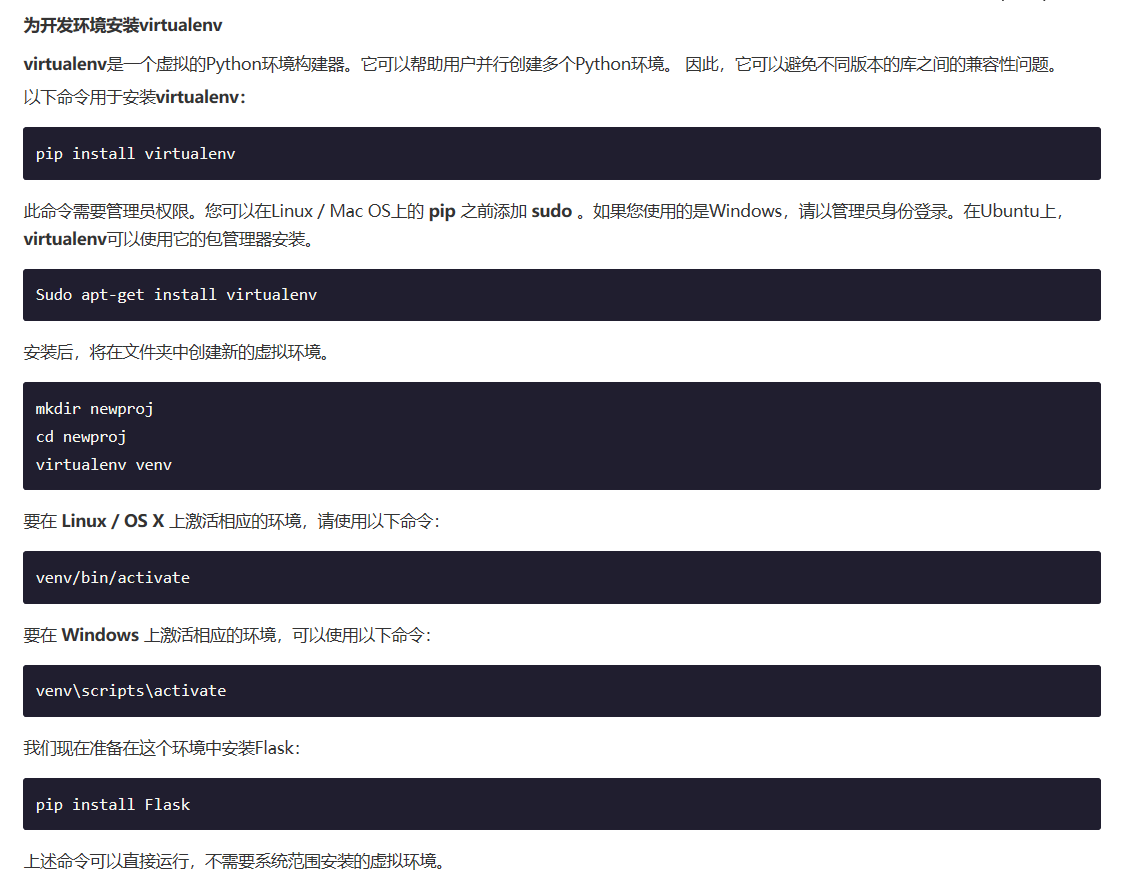 为开发环境安装virtualenv
virtualenv是一个虚拟的Python环境构建器。它可以帮助用户并行创建多个Python环境。 因此，它可以避免不同版本的库之间的兼容性问题。
以下命令用于安装virtualenv：
pip install virtualenv
此命令需要管理员权限。您可以在Linux / Mac OS上的 pip 之前添加 sudo 。如果您使用的是Windows，请以管理员身份登录。在Ubuntu上，
virtualenv可以使用它的包管理器安装。
Sudo apt-get install virtualenv
安装后，将在文件夹中创建新的虚拟环境。
mkdir newproj
cd newproj
virtualenv venv
要在 Linux / OS X 上激活相应的环境，请使用以下命令：
venv/bin/activate
要在 Windows 上激活相应的环境，可以使用以下命令：
venv\scripts\activate
我们现在准备在这个环境中安装Flask：
pip install Flask
上述命令可以直接运行，不需要系统范围安装的虚拟环境。